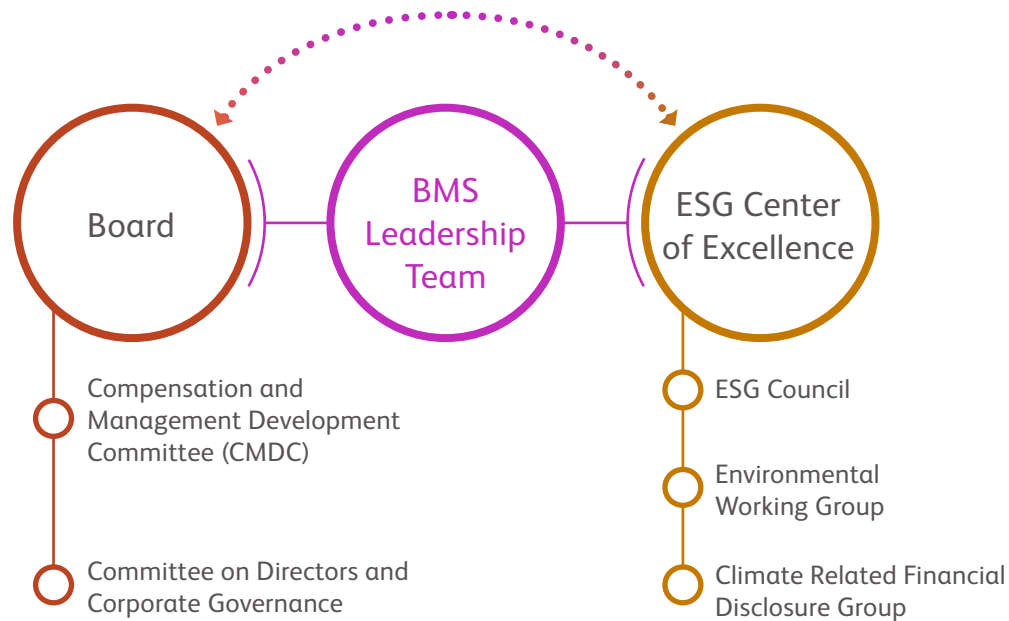 Board
BMS
Leadership
Team
ESG Center
of Excellence
Compensation and
Management Development
Committee (CMDC)
Committee on Directors and
Corporate Governance
ESG Council
Environmental
Working Group
Climate Related Financial
Disclosure Group